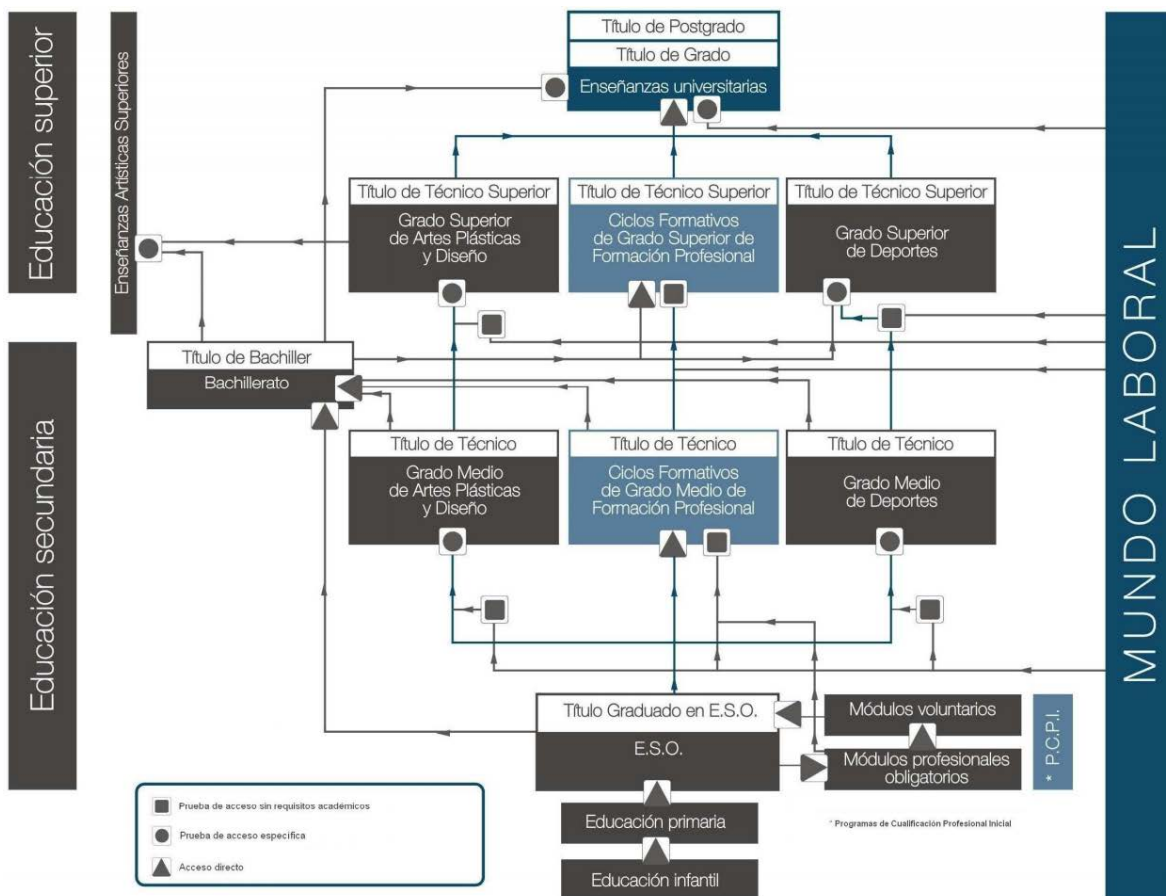 Educación superior
Enseñanzas Artísticas Superiores
Título de Postgrado
Título de Grado
Enseñanzas universitarias
Título de Técnico Superior
Grado Superior
de Artes Plásticas
y Diseño
Título de Técnico Superior
Ciclos Formativos
de Grado Superior de
Formación Profesional
Título de Técnico Superior
Grado Superior
de Deportes
MUNDO LABORAL
Educación secundaria
Título de Bachiller
Bachillerato
Título de Técnico
Grado Medio
de Artes Plásticas
y Diseño
Título de Técnico
Ciclos Formativos
de Grado Medio de
Formación Profesional
Título de Técnico
Grado Medio
de Deportes
Título Graduado en E.S.O.
E.S.O.
Módulos voluntarios
Módulos profesionales
obligatorios
* P.C.P.I.
Educación primaria
Educación infantil
* Programas de Cualificación Profesional Inicial
Prueba de acceso sin requisitos académicos
Prueba de acceso específica
Acceso directo